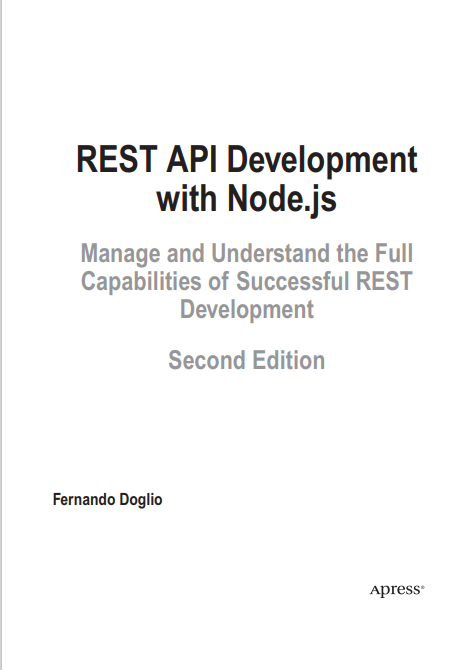 REST API Development
with Node.js
Manage and Understand the Full
Capabilities of Successful REST
Development
Second Edition
Fernando Doglio
Apress®